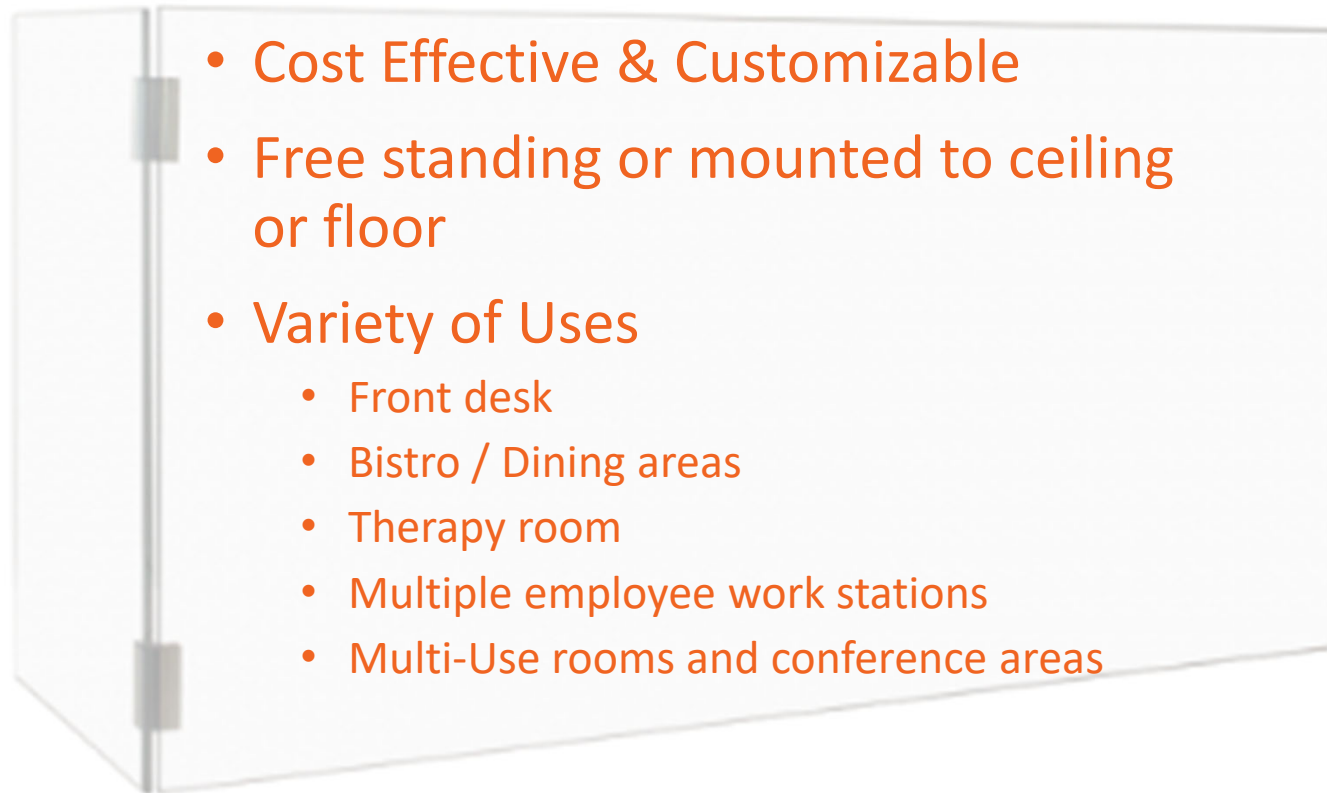 • Cost Effective & Customizable
• Free standing or mounted to ceiling
or floor
• Variety of Uses
• Front desk
• Bistro / Dining areas
• Therapy room
• Multiple employee work stations
• Multi-Use rooms and conference areas